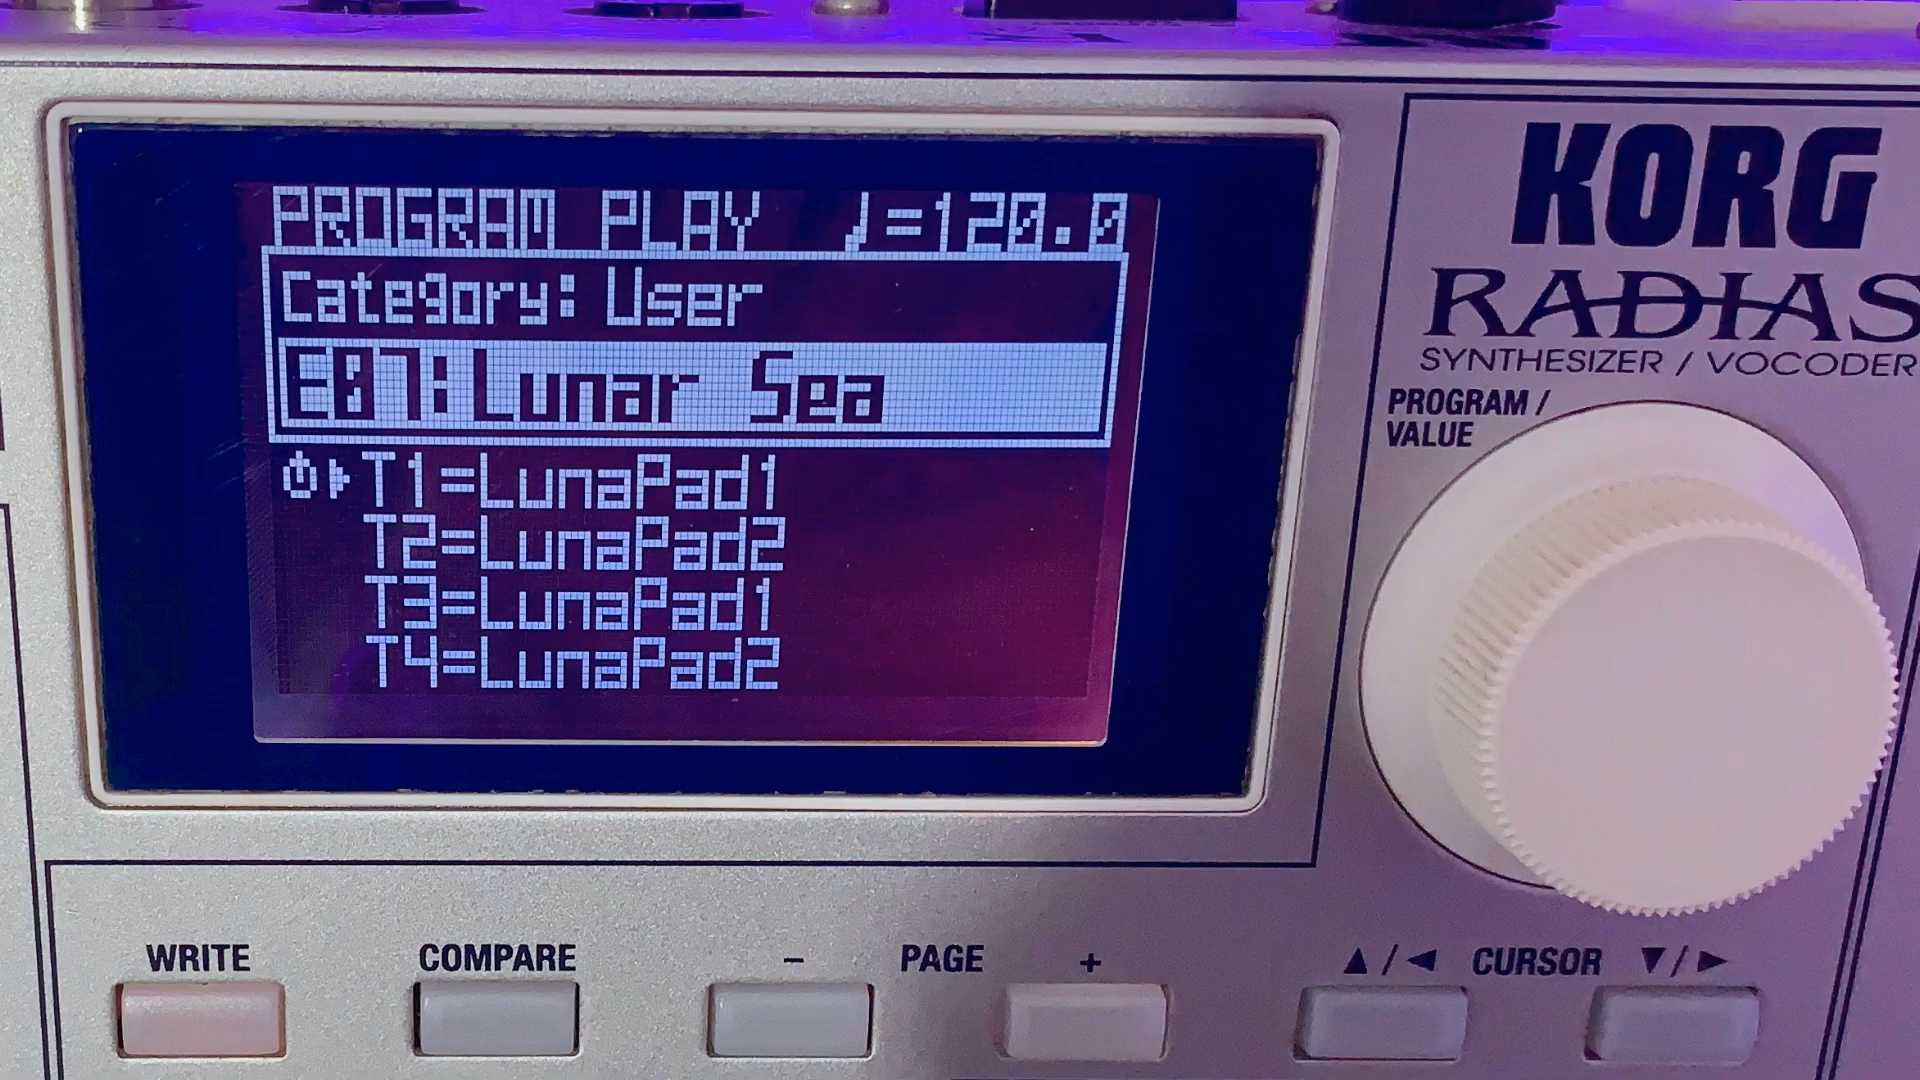 PROGRAM PLAY ♩=120.0
Category: User
E07:Lunar Sea
T1=LunaPad1
T2=LunaPad2
T3=LunaPad1
T4=LunaPad2
KORG
RADIAS
SYNTHESIZER / VOCODER
PROGRAM /
VALUE
WRITE COMPARE - PAGE + ▲/◀ CURSOR ▼/▶